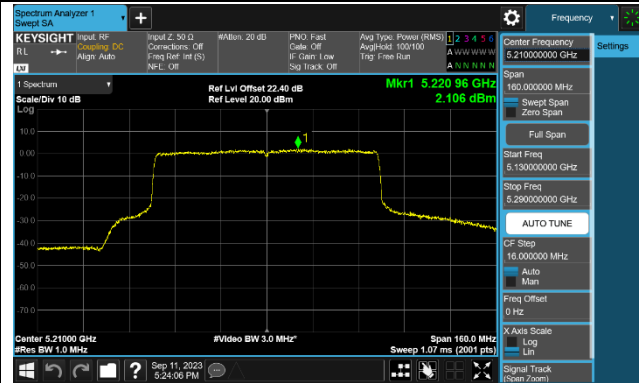 Spectrum Analyzer 1
Swept SA
Frequency
KEYSIGHT
RL
LXI
Input: RF
Coupling: DC
Align: Auto
Input Z: 50 Ω
Corrections: Off
Freq Ref: Int (S)
NFE: Off
#Atten: 20 dB
PNO: Fast
Gate: Off
IF Gain: Low
Sig Track: Off
Avg Type: Power (RMS)
Avg|Hold: 100/100
Trig: Free Run
1 2 3 4 5 6
A W W W W W
A N N N N N
1 Spectrum
Scale/Div 10 dB
Log
Ref Lvl Offset 22.40 dB
Ref Level 20.00 dBm
Mkr1 5.220 96 GHz
2.106 dBm
1
10.0
0.00
-10.0
-20.0
-30.0
-40.0
-50.0
-60.0
-70.0
Center 5.21000 GHz
#Res BW 1.0 MHz
#Video BW 3.0 MHz*
Span 160.0 MHz
Sweep 1.07 ms (2001 pts)
Sep 11, 2023
5:24:06 PM
Center Frequency
5.210000000 GHz
Settings
Span
160.000000 MHz
Swept Span
Zero Span
Full Span
Start Freq
5.130000000 GHz
Stop Freq
5.290000000 GHz
AUTO TUNE
CF Step
16.000000 MHz
Auto
Man
Freq Offset
0 Hz
X Axis Scale
Log
Lin
Signal Track
(Span Zoom)